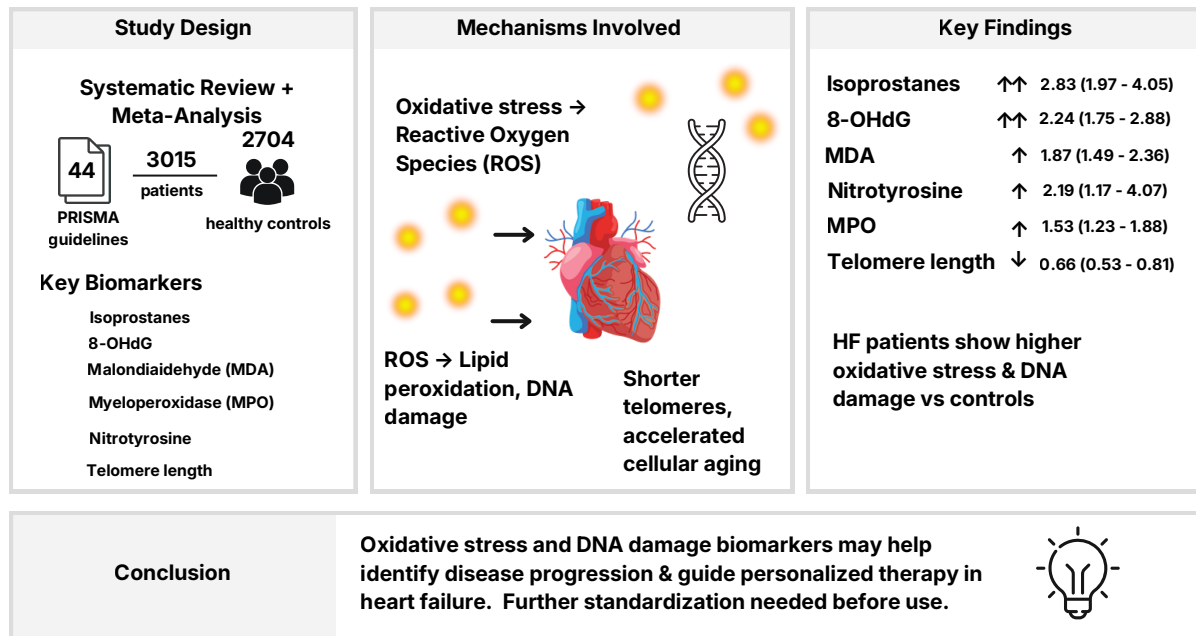 Study Design
Systematic Review +
Meta-Analysis
44
PRISMA
guidelines
3015
patients
2704
healthy controls
Key Biomarkers
Isoprostanes
8-OHdG
Malondiaidehyde (MDA)
Myeloperoxidase (MPO)
Nitrotyrosine
Telomere length
Mechanisms Involved
Oxidative stress →
Reactive Oxygen
Species (ROS)
ROS → Lipid
peroxidation, DNA
damage
Shorter
telomeres,
accelerated
cellular aging
Key Findings
Isoprostanes ↑↑ 2.83 (1.97 - 4.05)
8-OHdG ↑↑ 2.24 (1.75 - 2.88)
MDA ↑ 1.87 (1.49 - 2.36)
Nitrotyrosine ↑ 2.19 (1.17 - 4.07)
MPO ↑ 1.53 (1.23 - 1.88)
Telomere length ↓ 0.66 (0.53 - 0.81)
HF patients show higher
oxidative stress & DNA
damage vs controls
Conclusion
Oxidative stress and DNA damage biomarkers may help
identify disease progression & guide personalized therapy in
heart failure. Further standardization needed before use.